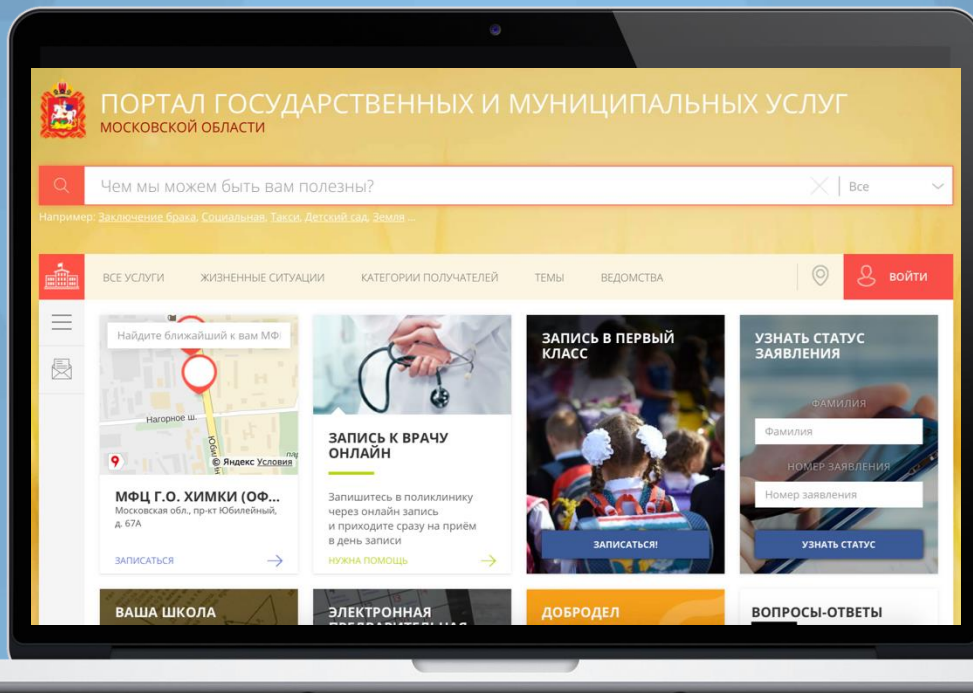 ПОРТАЛ ГОСУДАРСТВЕННЫХ И МУНИЦИПАЛЬНЫХ УСЛУГ
МОСКОВСКОЙ ОБЛАСТИ
Чем мы можем быть вам полезны?
Все
Например: Заключение брака, Социальная, Такси, Детский сад, Земля ...
ВСЕ УСЛУГИ ЖИЗНЕННЫЕ СИТУАЦИИ КАТЕГОРИИ ПОЛУЧАТЕЛЕЙ ТЕМЫ ВЕДОМСТВА
ВОЙТИ
Найдите ближайший к вам МФ
Нагорное ш.
© Яндекс Условия
МФЦ Г.О. ХИМКИ (ОФ...
Московская обл., пр-кт Юбилейный,
д. 67А
ЗАПИСАТЬСЯ
ЗАПИСЬ К ВРАЧУ
ОНЛАЙН
Запишитесь в поликлинику
через онлайн запись
и приходите сразу на приём
в день записи
НУЖНА ПОМОЩЬ
ЗАПИСЬ В ПЕРВЫЙ
КЛАСС
ЗАПИСАТЬСЯ!
УЗНАТЬ СТАТУС
ЗАЯВЛЕНИЯ
ФАМИЛИЯ
Фамилия
НОМЕР ЗАЯВЛЕНИЯ
Номер заявления
УЗНАТЬ СТАТУС
ВАША ШКОЛА
ЭЛЕКТРОННАЯ
ПРЕДВАРИТЕЛЬНАЯ
ДОБРОДЕЛ
ВОПРОСЫ-ОТВЕТЫ